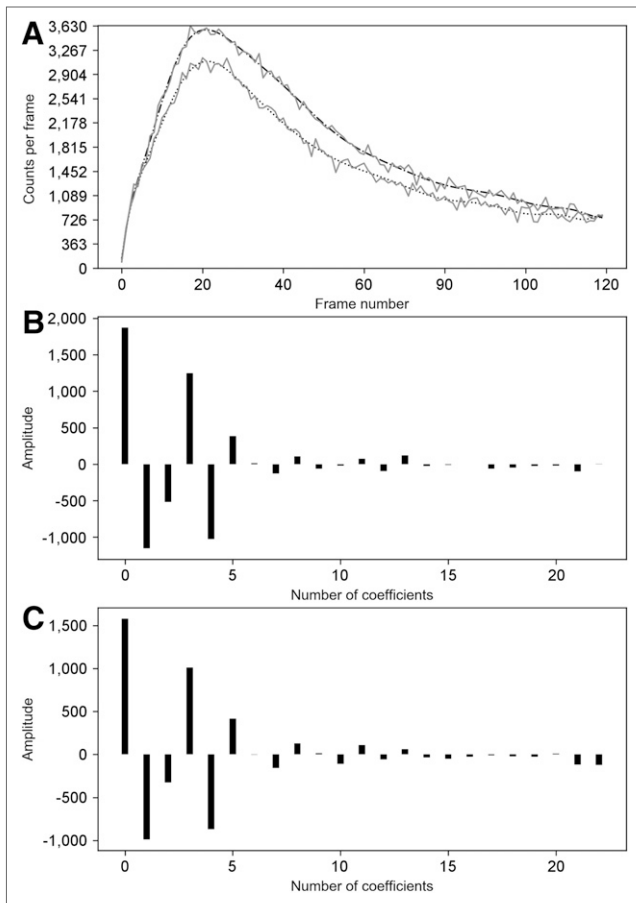 A
3,630
3,267
2,904
2,541
2,178
1,815
1,452
1,089
726
363
0
Counts per frame
0 20 40 60 80 100 120
Frame number
B
2,000
1,500
1,000
500
0
-500
-1,000
Amplitude
0 5 10 15 20
Number of coefficients
C
1,500
1,000
500
0
-500
-1,000
Amplitude
0 5 10 15 20
Number of coefficients